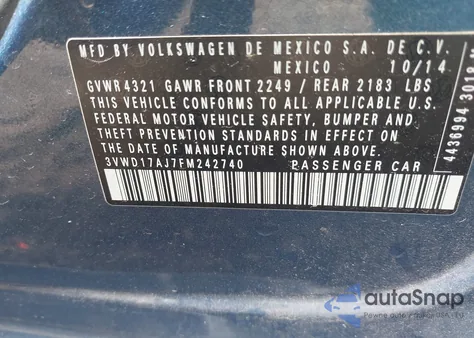 MFD BY VOLKSWAGEN DE MEXICO S.A. DE C.V.
MEXICO 10/14
GVWR 4321 GAWR FRONT 2249 / REAR 2183 LBS
THIS VEHICLE CONFORMS TO ALL APPLICABLE U.S.
FEDERAL MOTOR VEHICLE SAFETY, BUMPER AND
THEFT PREVENTION STANDARDS IN EFFECT ON
THE DATE OF MANUFACTURE SHOWN ABOVE.
3VWD17AJ7FM242740 PASSENGER CAR
4436994
autoSnap